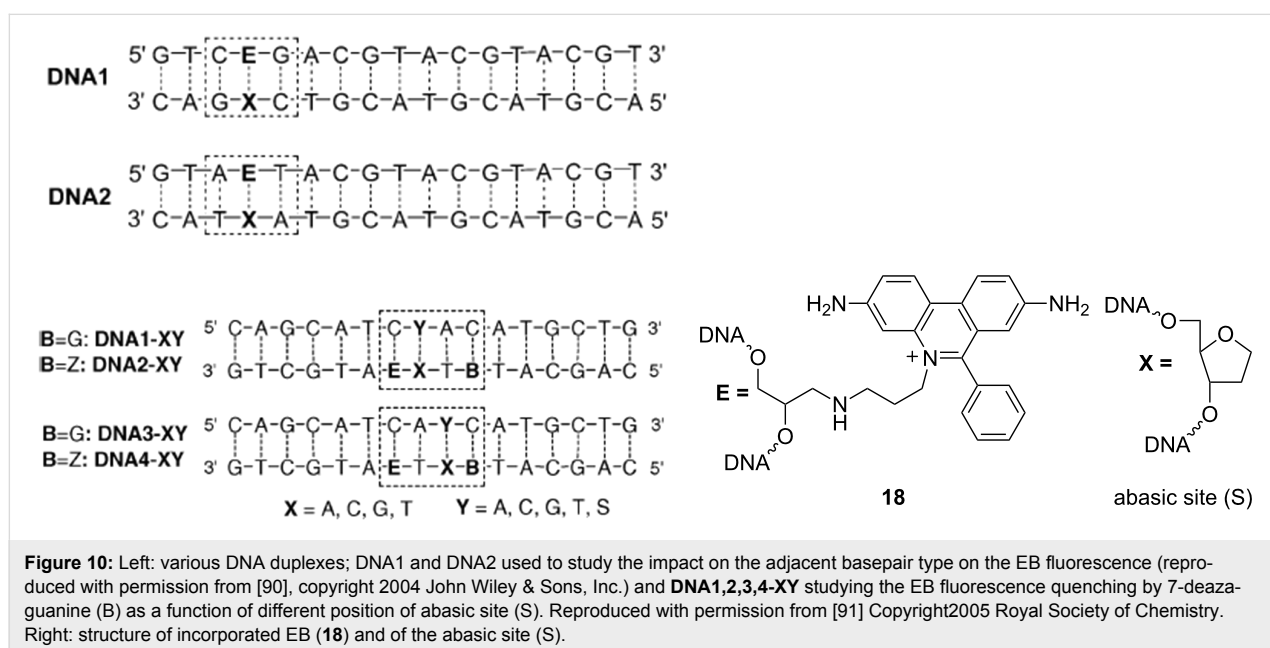 5' G-T-C-E-G-A-C-G-T-A-C-G-T-A-C-G-T 3'
DNA1
3' C-A-G-X-C-T-G-C-A-T-G-C-A-T-G-C-A 5'
5' G-T-A-E-T-A-C-G-T-A-C-G-T-A-C-G-T 3'
DNA2
3' C-A-T-X-A-T-G-C-A-T-G-C-A-T-G-C-A 5'
B=G: DNA1-XY
B=Z: DNA2-XY
5' C-A-G-C-A-T-C-Y-A-C-A-T-G-C-T-G 3'
3' G-T-C-G-T-A-E-X-T-B-T-A-C-G-A-C 5'
B=G: DNA3-XY
B=Z: DNA4-XY
5' C-A-G-C-A-T-C-A-Y-C-A-T-G-C-T-G 3'
3' G-T-C-G-T-A-E-T-X-B-T-A-C-G-A-C 5'
X = A, C, G, T Y = A, C, G, T, S
H2N
NH2
DNA
O
E =
O
DNA
N
H
N+
18
DNA
O
O
X =
O
DNA
abasic site (S)
Figure 10: Left: various DNA duplexes; DNA1 and DNA2 used to study the impact on the adjacent basepair type on the EB fluorescence (repro-
duced with permission from [90], copyright 2004 John Wiley & Sons, Inc.) and DNA1,2,3,4-XY studying the EB fluorescence quenching by 7-deaza-
guanine (B) as a function of different position of abasic site (S). Reproduced with permission from [91] Copyright2005 Royal Society of Chemistry.
Right: structure of incorporated EB (18) and of the abasic site (S).